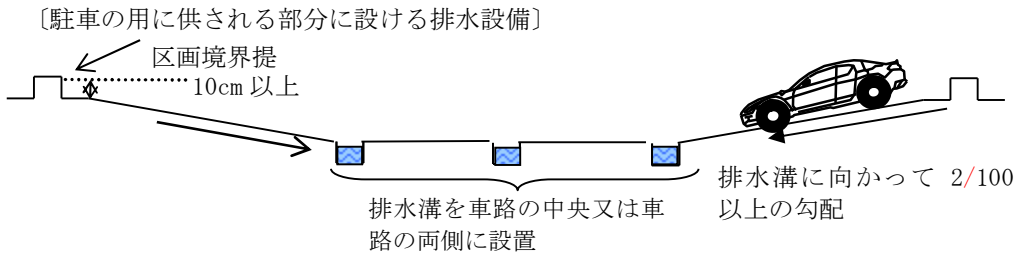 〔駐車の用に供される部分に設ける排水設備〕
区画境界提
10cm 以上
排水溝に向かって 2/100
以上の勾配
排水溝を車路の中央又は車
路の両側に設置